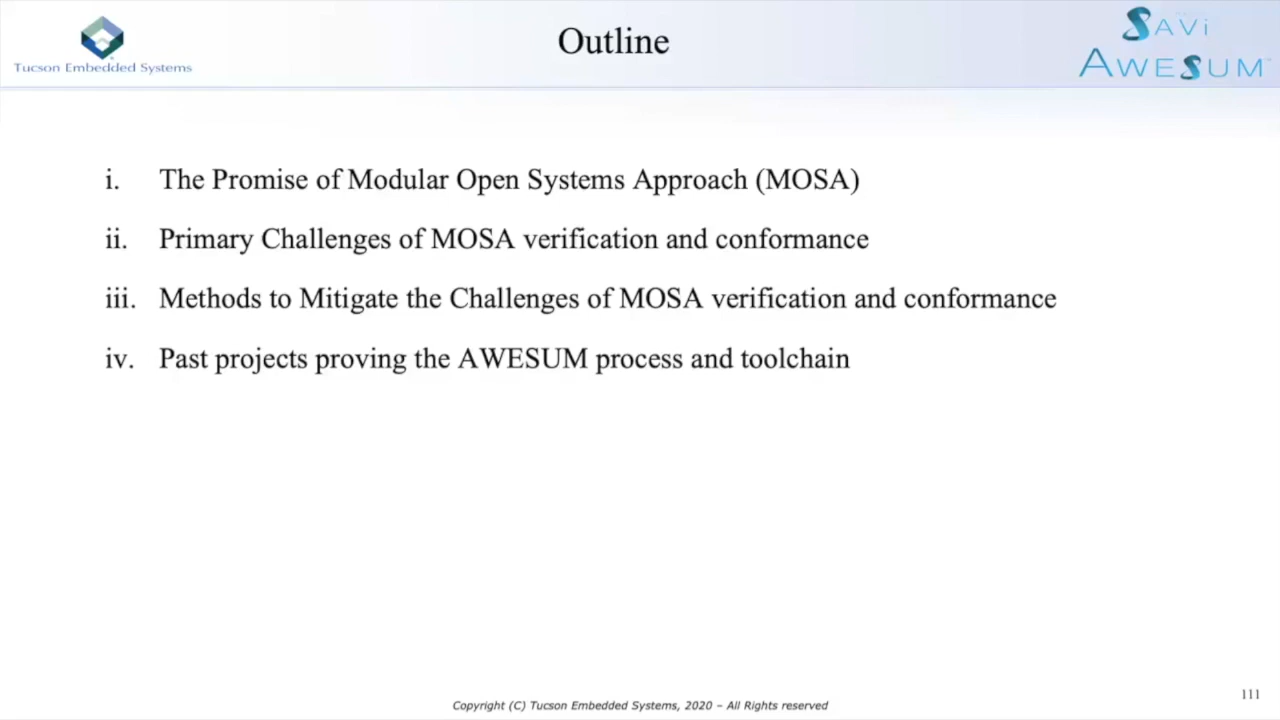 Outline
Tucson Embedded Systems
SAVi
AWESUM™
i. The Promise of Modular Open Systems Approach (MOSA)
ii. Primary Challenges of MOSA verification and conformance
iii. Methods to Mitigate the Challenges of MOSA verification and conformance
iv. Past projects proving the AWESUM process and toolchain
Copyright (C) Tucson Embedded Systems, 2020 – All Rights reserved
111